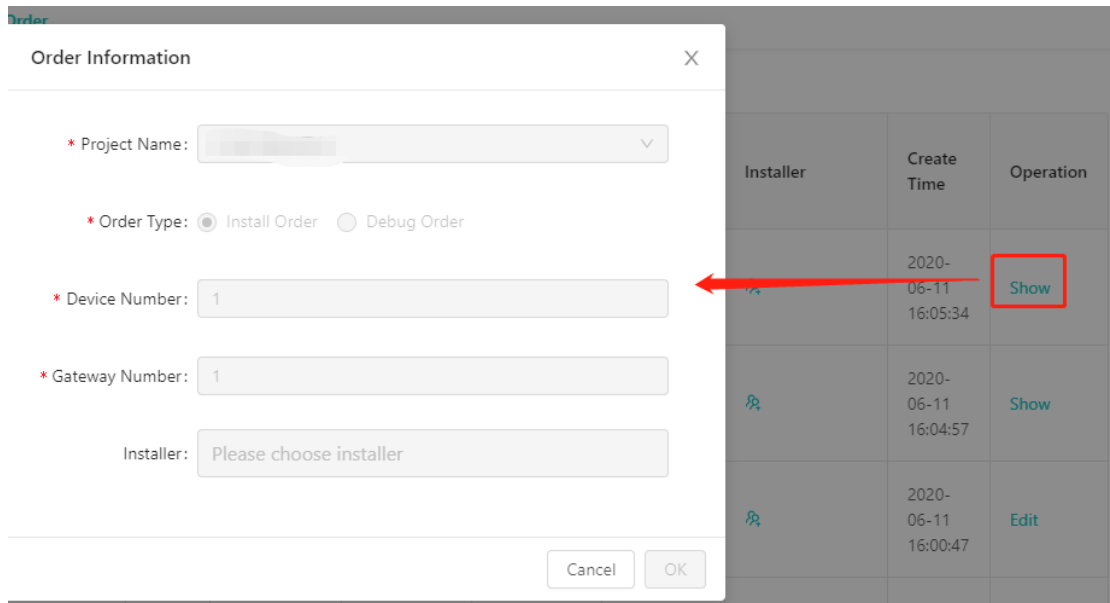 Order
Order Information
* Project Name:
* Order Type: Install Order Debug Order
* Device Number: 1
* Gateway Number: 1
Installer: Please choose installer
Cancel OK
Installer
Create
Time
Operation
2020-
06-11
16:05:34
Show
2020-
06-11
16:04:57
Show
2020-
06-11
16:00:47
Edit